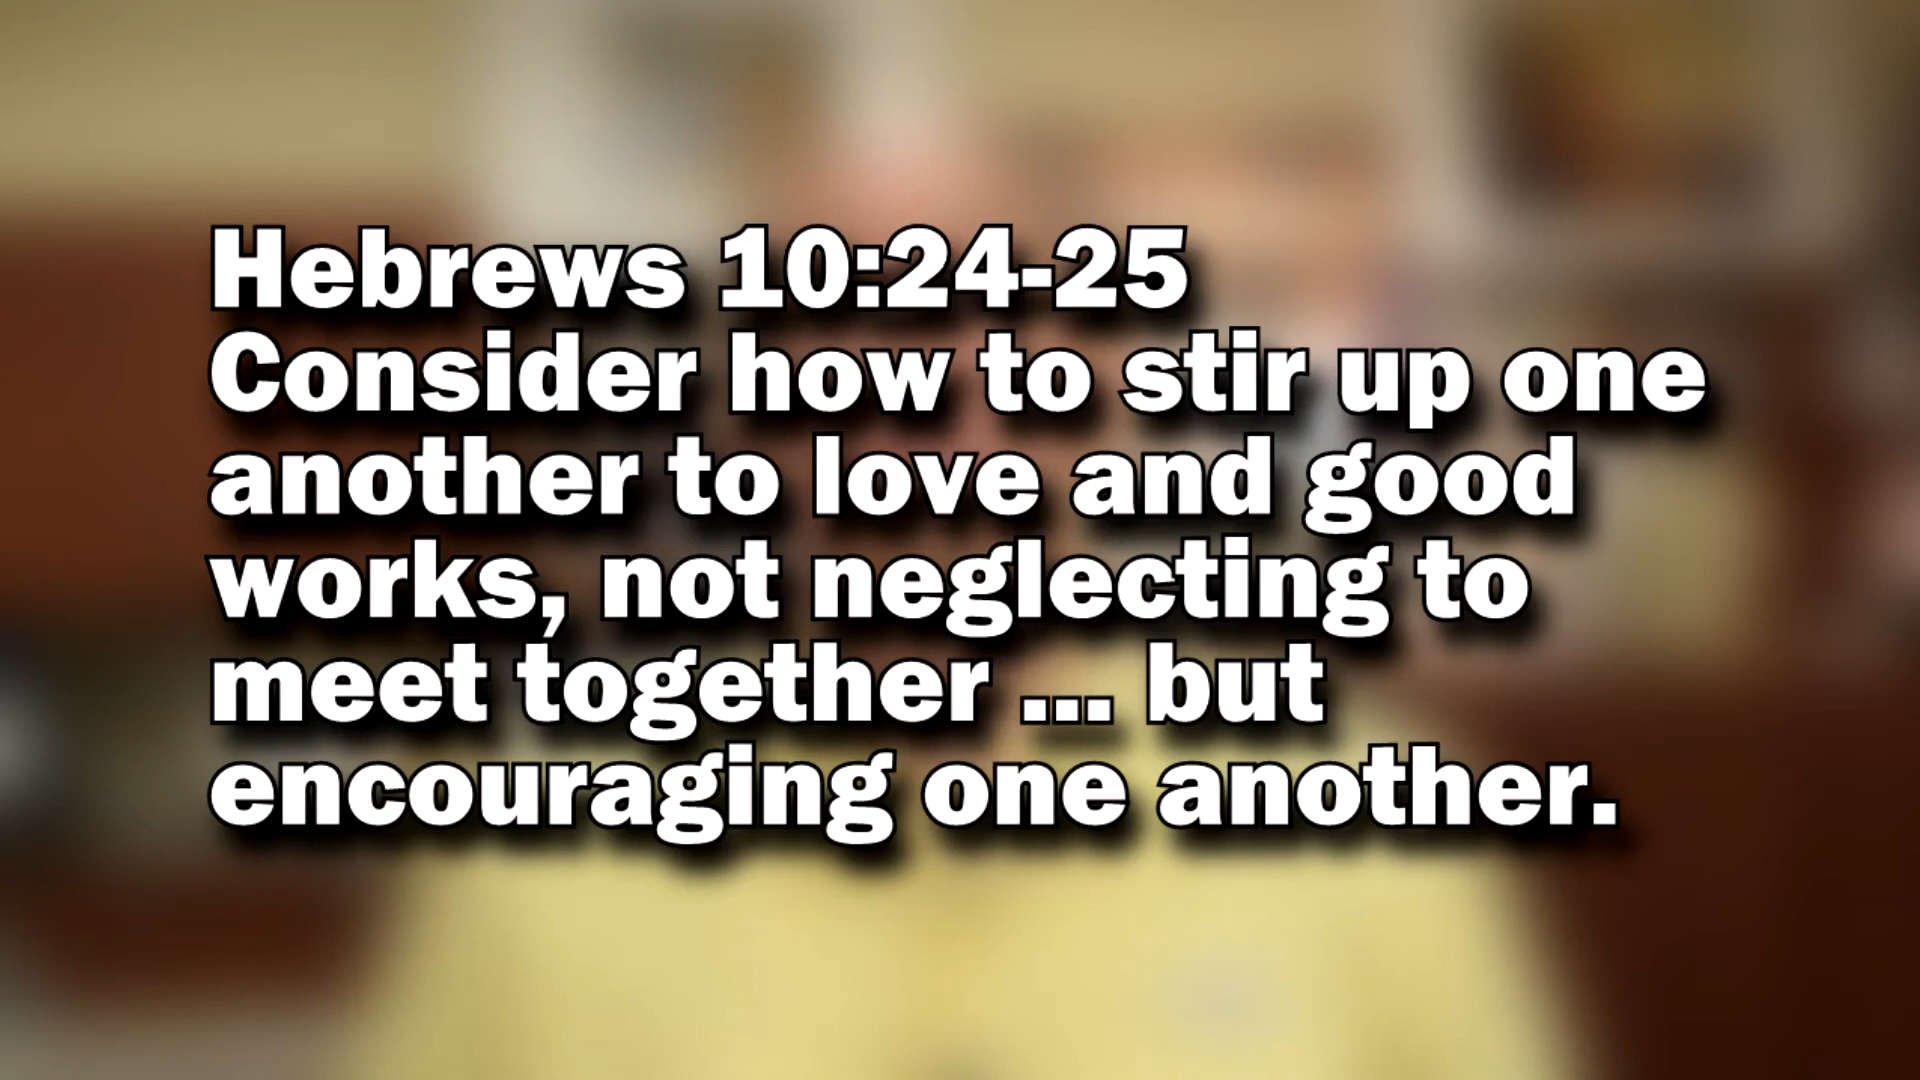 Hebrews 10:24-25
Consider how to stir up one
another to love and good
works, not neglecting to
meet together ... but
encouraging one another.